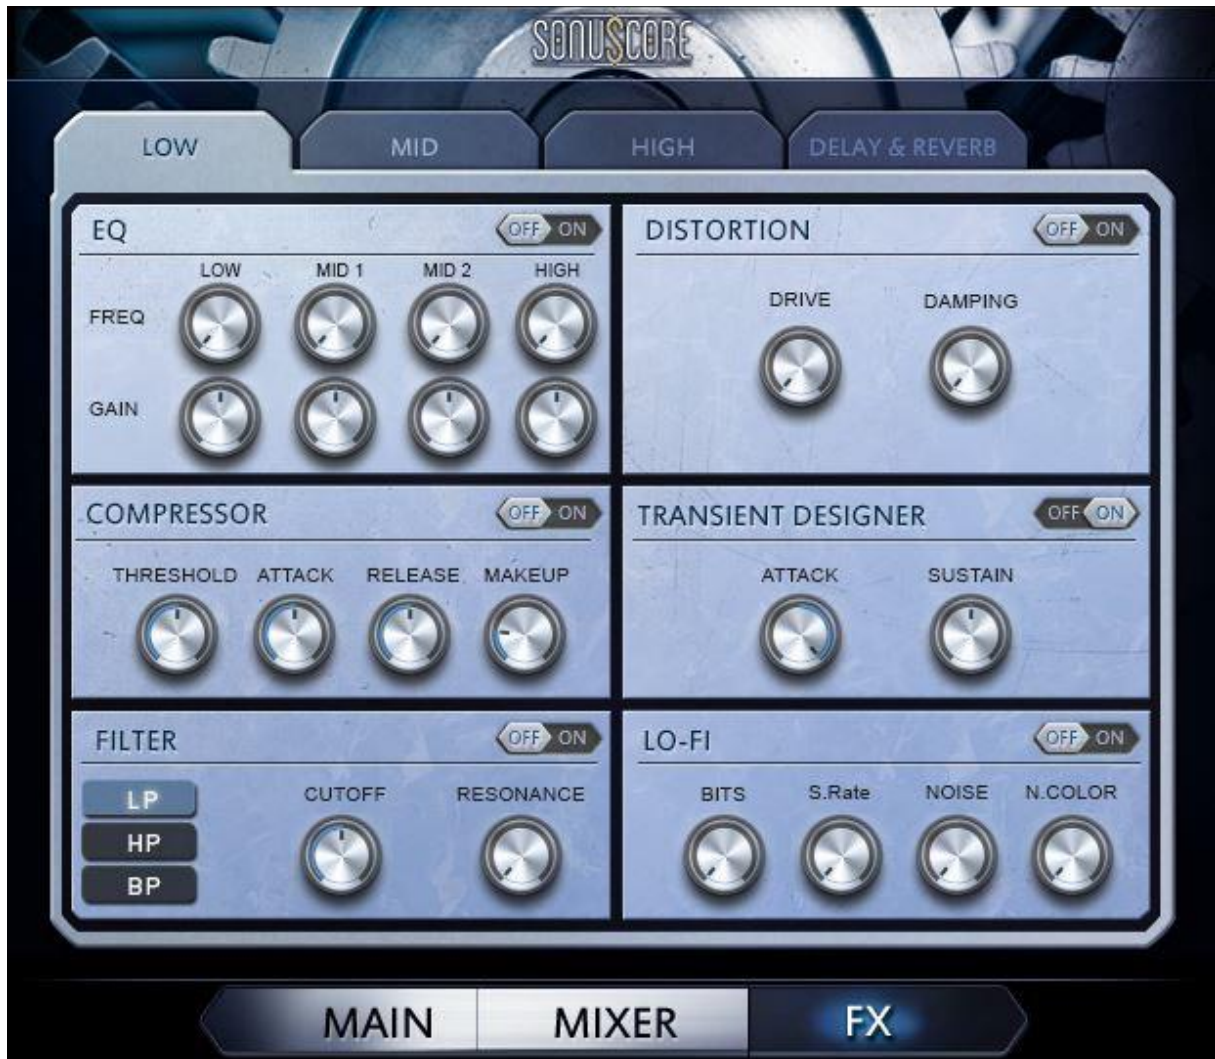 SONUSCORE
LOW MID HIGH DELAY & REVERB
EQ OFF ON
LOW MID 1 MID 2 HIGH
FREQ
GAIN
DISTORTION OFF ON
DRIVE DAMPING
COMPRESSOR OFF ON
THRESHOLD ATTACK RELEASE MAKEUP
TRANSIENT DESIGNER OFF ON
ATTACK SUSTAIN
FILTER OFF ON
LP
HP
BP
CUTOFF RESONANCE
LO-FI OFF ON
BITS S.Rate NOISE N.COLOR
MAIN MIXER FX